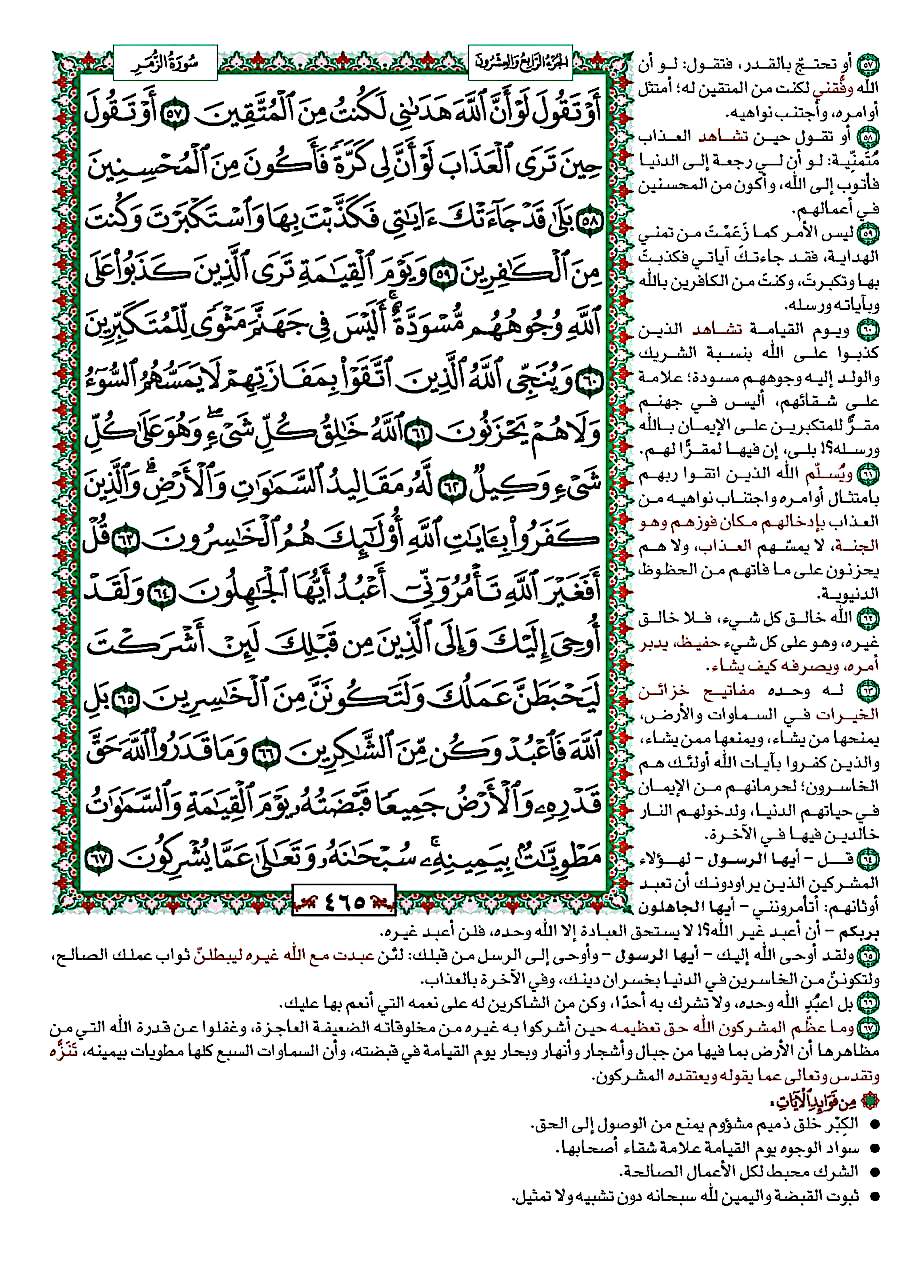 سُورَةُ الزُّمَرِ
الجُزْءُ الرَّابِعُ وَالعِشْرُونَ
أَوْ تَقُولَ لَوْ أَنَّ ٱللَّهَ هَدَىٰنِى لَكُنتُ مِنَ ٱلْمُتَّقِينَ ٥٧ أَوْ تَقُولَ
حِينَ تَرَى ٱلْعَذَابَ لَوْ أَنَّ لِى كَرَّةً فَأَكُونَ مِنَ ٱلْمُحْسِنِينَ
٥٨ بَلَىٰ قَدْ جَآءَتْكَ ءَايَٰتِى فَكَذَّبْتَ بِهَا وَٱسْتَكْبَرْتَ وَكُنتَ
مِنَ ٱلْكَٰفِرِينَ ٥٩ وَيَوْمَ ٱلْقِيَٰمَةِ تَرَى ٱلَّذِينَ كَذَبُوا۟ عَلَى
ٱللَّهِ وُجُوهُهُم مُّسْوَدَّةٌ ۚ أَلَيْسَ فِى جَهَنَّمَ مَثْوًى لِّلْمُتَكَبِّرِينَ
٦٠ وَيُنَجِّى ٱللَّهُ ٱلَّذِينَ ٱتَّقَوْا۟ بِمَفَازَتِهِمْ لَا يَمَسُّهُمُ ٱلسُّوٓءُ
وَلَا هُمْ يَحْزَنُونَ ٦١ ٱللَّهُ خَٰلِقُ كُلِّ شَىْءٍ ۖ وَهُوَ عَلَىٰ كُلِّ
شَىْءٍ وَكِيلٌ ٦٢ لَّهُۥ مَقَالِيدُ ٱلسَّمَٰوَٰتِ وَٱلْأَرْضِ ۗ وَٱلَّذِينَ
كَفَرُوا۟ بِـَٔايَٰتِ ٱللَّهِ أُو۟لَٰٓئِكَ هُمُ ٱلْخَٰسِرُونَ ٦٣ قُلْ
أَفَغَيْرَ ٱللَّهِ تَأْمُرُوٓنِّىٓ أَعْبُدُ أَيُّهَا ٱلْجَٰهِلُونَ ٦٤ وَلَقَدْ
أُوحِىَ إِلَيْكَ وَإِلَى ٱلَّذِينَ مِن قَبْلِكَ لَئِنْ أَشْرَكْتَ
لَيَحْبَطَنَّ عَمَلُكَ وَلَتَكُونَنَّ مِنَ ٱلْخَٰسِرِينَ ٦٥ بَلِ
ٱللَّهَ فَٱعْبُدْ وَكُن مِّنَ ٱلشَّٰكِرِينَ ٦٦ وَمَا قَدَرُوا۟ ٱللَّهَ حَقَّ
قَدْرِهِۦ وَٱلْأَرْضُ جَمِيعًا قَبْضَتُهُۥ يَوْمَ ٱلْقِيَٰمَةِ وَٱلسَّمَٰوَٰتُ
مَطْوِيَّٰتٌۢ بِيَمِينِهِۦ ۚ سُبْحَٰنَهُۥ وَتَعَٰلَىٰ عَمَّا يُشْرِكُونَ ٦٧
٤٦٥
٥٧ أو تحتجّ بالقدر، فتقول: لو أن
الله وفّقني لكنت من المتقين له؛ أمتثل
أوامره، وأجتنب نواهيه.
٥٨ أو تقول حين تشاهد العذاب
مُتَمنِّية: لو أن لي رجعة إلى الدنيا
فأتوب إلى الله، وأكون من المحسنين
في أعمالهم.
٥٩ ليس الأمر كما زَعَمْتَ من تمني
الهداية، فقد جاءتكَ آياتي فكذبتَ
بها وتكبرتَ، وكنتَ من الكافرين بالله
وبآياته ورسله.
٦٠ ويوم القيامة تشاهد الذين
كذبوا على الله بنسبة الشريك
والولد إليه وجوههم مسودة؛ علامة
على شقائهم، أليس في جهنم
مقرٌّ للمتكبرين على الإيمان بالله
ورسله؟! بلى، إن فيها لمقرًّا لهم.
٦١ ويُسلّم الله الذين اتقوا ربهم
بامتثال أوامره واجتناب نواهيه من
العذاب بإدخالهم مكان فوزهم وهو
الجنة، لا يمسّهم العذاب، ولا هم
يحزنون على ما فاتهم من الحظوظ
الدنيوية.
٦٢ الله خالق كل شيء، فلا خالق
غيره، وهو على كل شيء حفيظ، يدبر
أمره، ويصرفه كيف يشاء.
٦٣ له وحده مفاتيح خزائن
الخيرات في السماوات والأرض،
يمنحها من يشاء، ويمنعها ممن يشاء،
والذين كفروا بآيات الله أولئك هم
الخاسرون؛ لحرمانهم من الإيمان
في حياتهم الدنيا، ولدخولهم النار
خالدين فيها في الآخرة.
٦٤ قل – أيها الرسول – لهؤلاء
المشركين الذين يراودونك أن تعبد
أوثانهم: أتأمرونني – أيها الجاهلون
بربكم – أن أعبد غير الله؟! لا يستحق العبادة إلا الله وحده، فلن أعبد غيره.
٦٥ ولقد أوحى الله إليك – أيها الرسول – وأوحى إلى الرسل من قبلك: لئن عبدت مع الله غيره ليبطلنّ ثواب عملك الصالح،
ولتكوننّ من الخاسرين في الدنيا بخسران دينك، وفي الآخرة بالعذاب.
٦٦ بل اعبُدِ الله وحده، ولا تشرك به أحدًا، وكن من الشاكرين له على نعمه التي أنعم بها عليك.
٦٧ وما عظّم المشركون الله حق تعظيمه حين أشركوا به غيره من مخلوقاته الضعيفة العاجزة، وغفلوا عن قدرة الله التي من
مظاهرها أن الأرض بما فيها من جبال وأشجار وأنهار وبحار يوم القيامة في قبضته، وأن السماوات السبع كلها مطويات بيمينه، تَنَزَّه
وتقدس وتعالى عما يقوله ويعتقده المشركون.
مِن فَوَائِدِ الآيَاتِ:
● الكِبْر خلق ذميم مشؤوم يمنع من الوصول إلى الحق.
● سواد الوجوه يوم القيامة علامة شقاء أصحابها.
● الشرك محبط لكل الأعمال الصالحة.
● ثبوت القبضة واليمين لله سبحانه دون تشبيه ولا تمثيل.